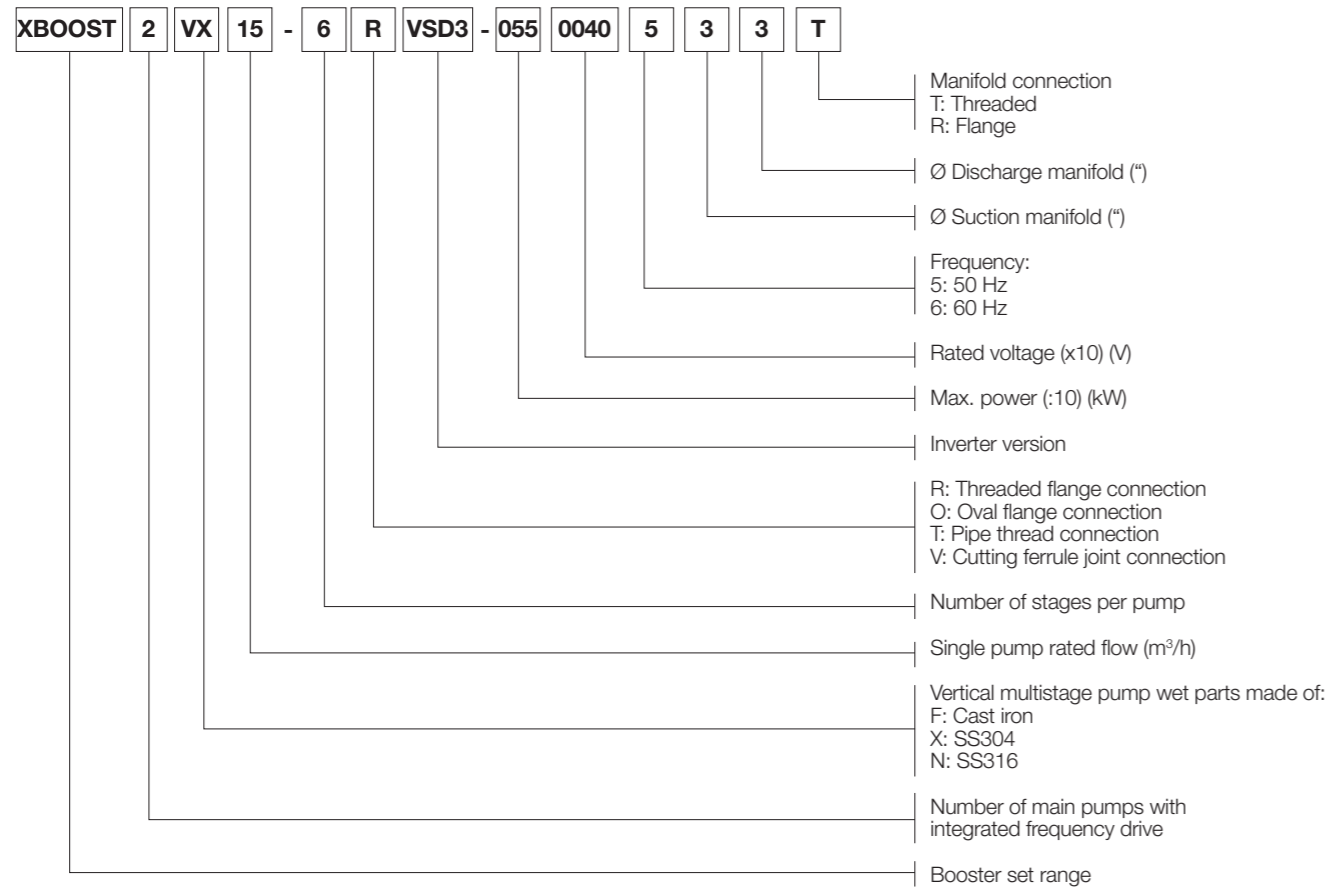 XBOOST 2 VX 15 - 6 R VSD3 - 055 0040 5 3 3 T
Manifold connection
T: Threaded
R: Flange
Ø Discharge manifold (“)
Ø Suction manifold (“)
Frequency:
5: 50 Hz
6: 60 Hz
Rated voltage (x10) (V)
Max. power (:10) (kW)
Inverter version
R: Threaded flange connection
O: Oval flange connection
T: Pipe thread connection
V: Cutting ferrule joint connection
Number of stages per pump
Single pump rated flow (m³/h)
Vertical multistage pump wet parts made of:
F: Cast iron
X: SS304
N: SS316
Number of main pumps with
integrated frequency drive
Booster set range